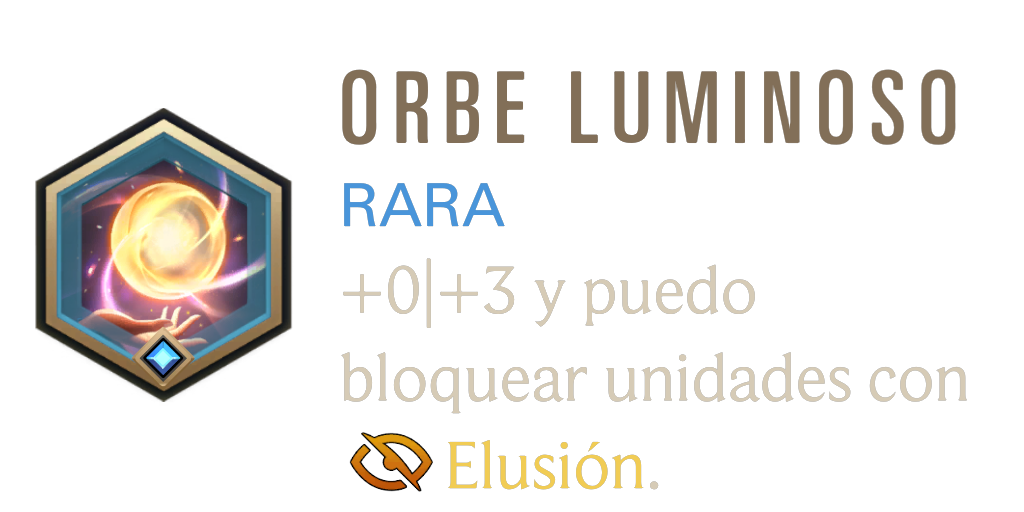 ORBE LUMINOSO
RARA
+0|+3 y puedo
bloquear unidades con
Elusión.